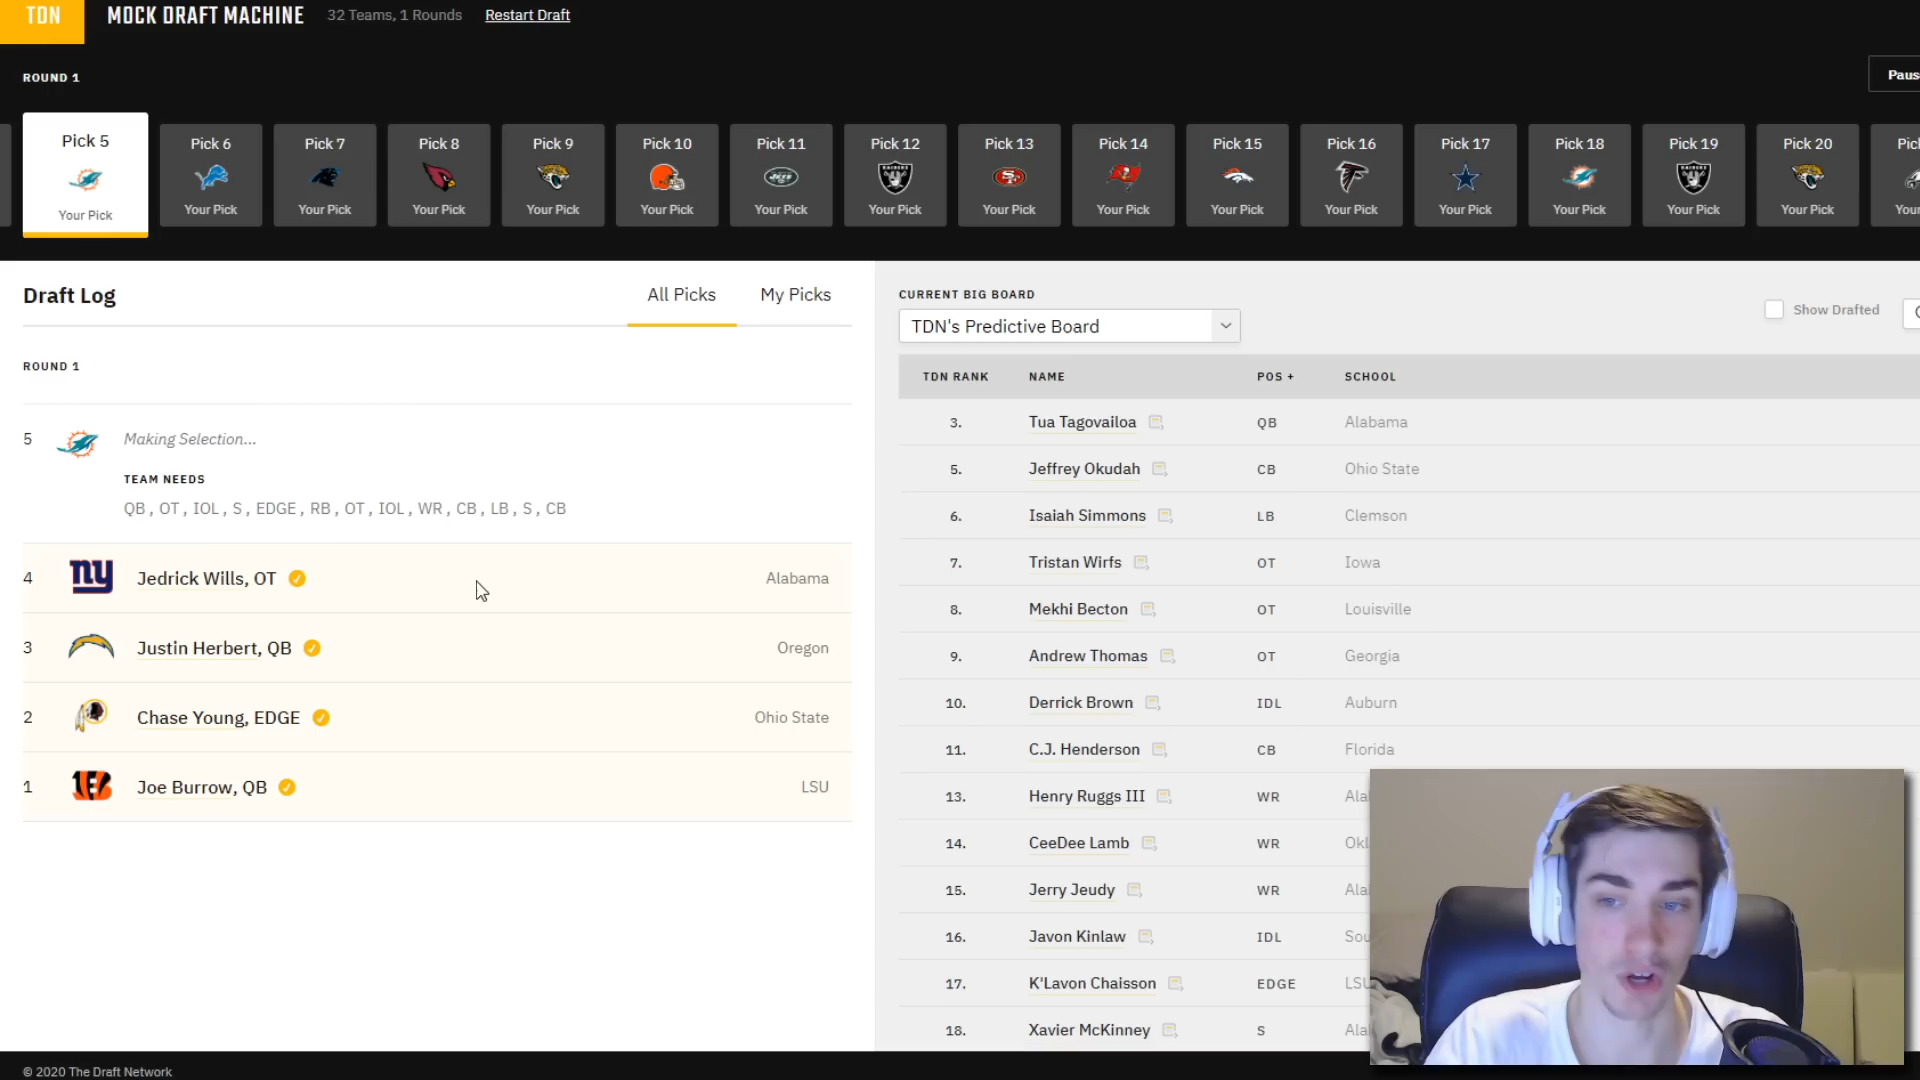 TDN MOCK DRAFT MACHINE 32 Teams, 1 Rounds Restart Draft
ROUND 1
Pick 5 Pick 6 Pick 7 Pick 8 Pick 9 Pick 10 Pick 11 Pick 12 Pick 13 Pick 14 Pick 15 Pick 16 Pick 17 Pick 18 Pick 19 Pick 20
JETS RAIDERS
Your Pick Your Pick Your Pick Your Pick Your Pick Your Pick Your Pick Your Pick Your Pick Your Pick Your Pick Your Pick Your Pick Your Pick Your Pick Your Pick
Draft Log All Picks My Picks
ROUND 1
5 Making Selection...
TEAM NEEDS
QB , OT , IOL , S , EDGE , RB , OT , IOL , WR , CB , LB , S , CB
4 ny Jedrick Wills, OT Alabama
3 Justin Herbert, QB Oregon
2 Chase Young, EDGE Ohio State
1 Joe Burrow, QB LSU
CURRENT BIG BOARD
TDN's Predictive Board Show Drafted
TDN RANK NAME POS + SCHOOL
3. Tua Tagovailoa QB Alabama
5. Jeffrey Okudah CB Ohio State
6. Isaiah Simmons LB Clemson
7. Tristan Wirfs OT Iowa
8. Mekhi Becton OT Louisville
9. Andrew Thomas OT Georgia
10. Derrick Brown IDL Auburn
11. C.J. Henderson CB Florida
13. Henry Ruggs III WR
14. CeeDee Lamb WR
15. Jerry Jeudy WR
16. Javon Kinlaw IDL
17. K'Lavon Chaisson EDGE
18. Xavier McKinney S
© 2020 The Draft Network